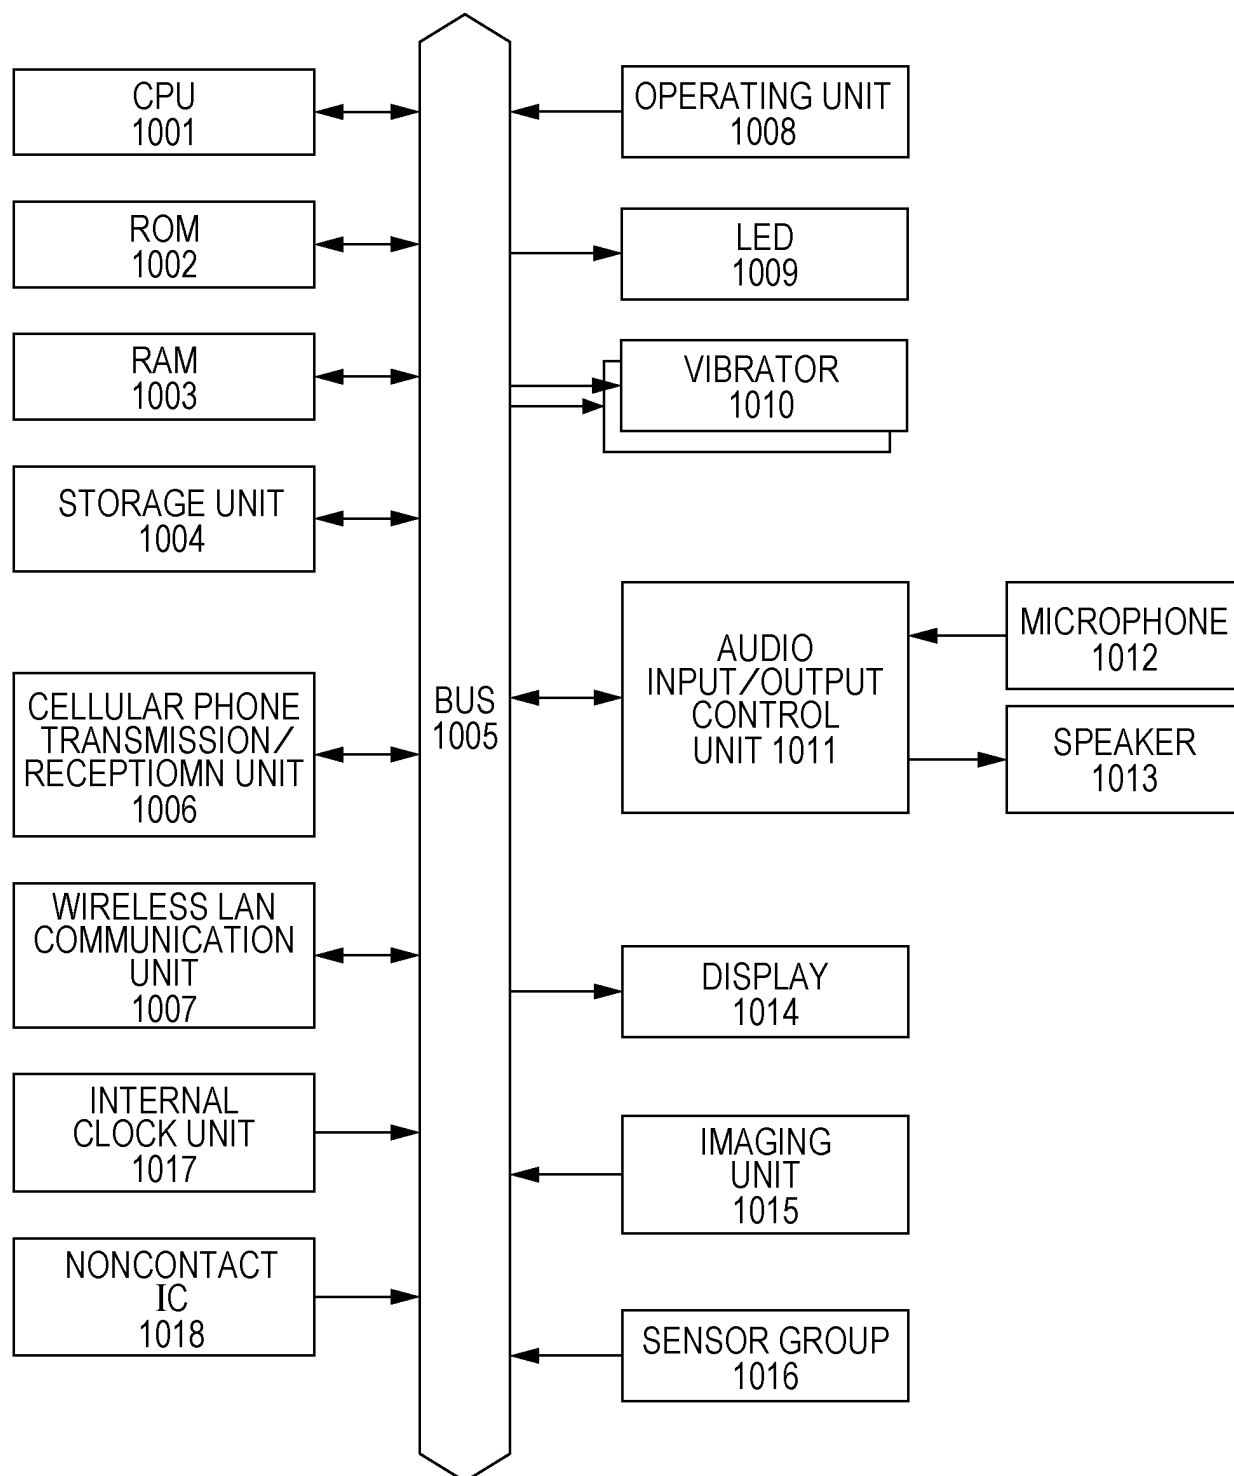 CPU
1001
ROM
1002
RAM
1003
STORAGE UNIT
1004
CELLULAR PHONE
TRANSMISSION/
RECEPTIOMN UNIT
1006
WIRELESS LAN
COMMUNICATION
UNIT
1007
INTERNAL
CLOCK UNIT
1017
NONCONTACT
IC
1018
BUS
1005
OPERATING UNIT
1008
LED
1009
VIBRATOR
1010
AUDIO
INPUT/OUTPUT
CONTROL
UNIT 1011
MICROPHONE
1012
SPEAKER
1013
DISPLAY
1014
IMAGING
UNIT
1015
SENSOR GROUP
1016